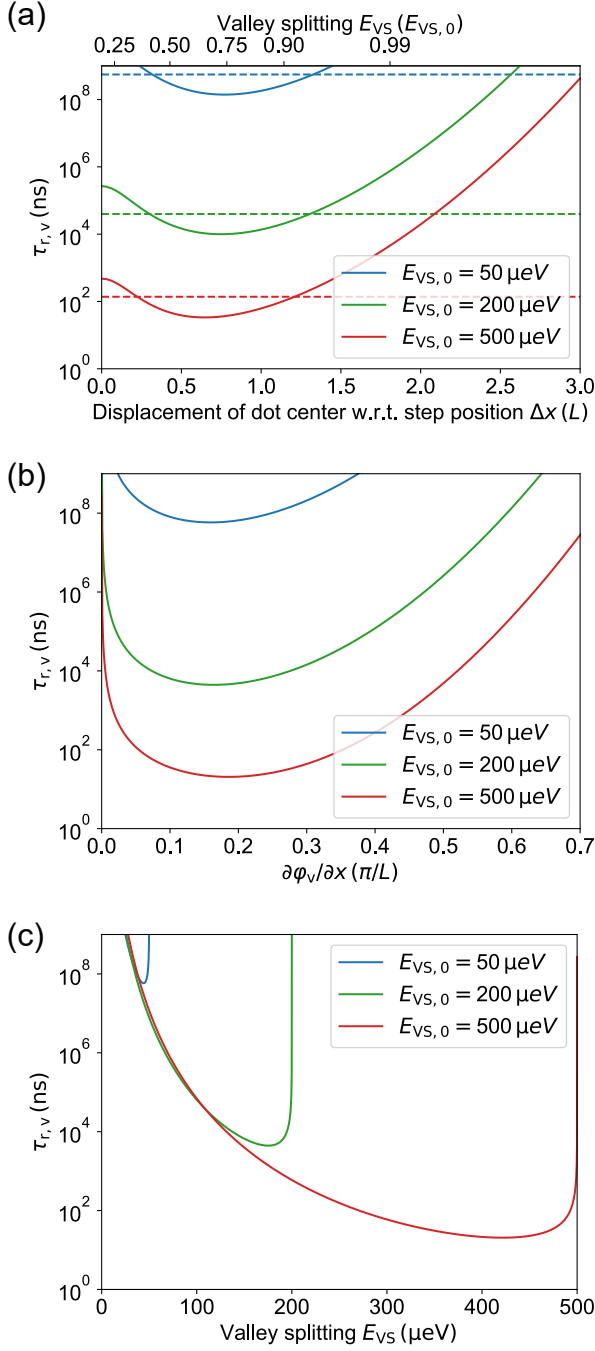 (a)
Valley splitting E_VS (E_VS,0)
0.25 0.50 0.75 0.90 0.99
10^8
10^6
10^4
10^2
10^0
τ_r,v (ns)
E_VS,0 = 50 μeV
E_VS,0 = 200 μeV
E_VS,0 = 500 μeV
0.0 0.5 1.0 1.5 2.0 2.5 3.0
Displacement of dot center w.r.t. step position Δx (L)
(b)
10^8
10^6
10^4
10^2
10^0
τ_r,v (ns)
E_VS,0 = 50 μeV
E_VS,0 = 200 μeV
E_VS,0 = 500 μeV
0.0 0.1 0.2 0.3 0.4 0.5 0.6 0.7
∂φ_v/∂x (π/L)
(c)
10^8
10^6
10^4
10^2
10^0
τ_r,v (ns)
E_VS,0 = 50 μeV
E_VS,0 = 200 μeV
E_VS,0 = 500 μeV
0 100 200 300 400 500
Valley splitting E_VS (μeV)